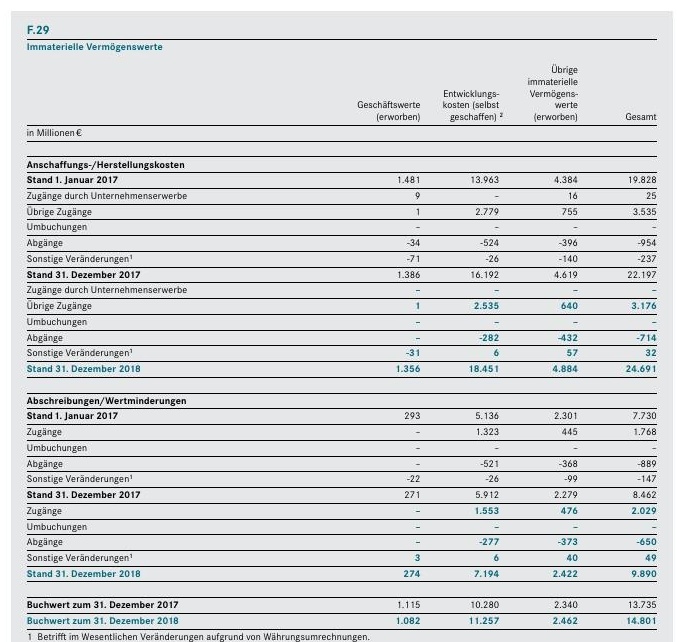 F.29
Immaterielle Vermögenswerte
Geschäftswerte (erworben) Entwicklungs-kosten (selbst geschaffen) ² Übrige immaterielle Vermögens-werte (erworben) Gesamt
in Millionen €
Anschaffungs-/Herstellungskosten
Stand 1. Januar 2017 1.481 13.963 4.384 19.828
Zugänge durch Unternehmenserwerbe 9 – 16 25
Übrige Zugänge 1 2.779 755 3.535
Umbuchungen – – – –
Abgänge -34 -524 -396 -954
Sonstige Veränderungen¹ -71 -26 -140 -237
Stand 31. Dezember 2017 1.386 16.192 4.619 22.197
Zugänge durch Unternehmenserwerbe – – – –
Übrige Zugänge 1 2.535 640 3.176
Umbuchungen – – – –
Abgänge – -282 -432 -714
Sonstige Veränderungen¹ -31 6 57 32
Stand 31. Dezember 2018 1.356 18.451 4.884 24.691
Abschreibungen/Wertminderungen
Stand 1. Januar 2017 293 5.136 2.301 7.730
Zugänge – 1.323 445 1.768
Umbuchungen – – – –
Abgänge – -521 -368 -889
Sonstige Veränderungen¹ -22 -26 -99 -147
Stand 31. Dezember 2017 271 5.912 2.279 8.462
Zugänge – 1.553 476 2.029
Umbuchungen – – – –
Abgänge – -277 -373 -650
Sonstige Veränderungen¹ 3 6 40 49
Stand 31. Dezember 2018 274 7.194 2.422 9.890
Buchwert zum 31. Dezember 2017 1.115 10.280 2.340 13.735
Buchwert zum 31. Dezember 2018 1.082 11.257 2.462 14.801
1 Betrifft im Wesentlichen Veränderungen aufgrund von Währungsumrechnungen.